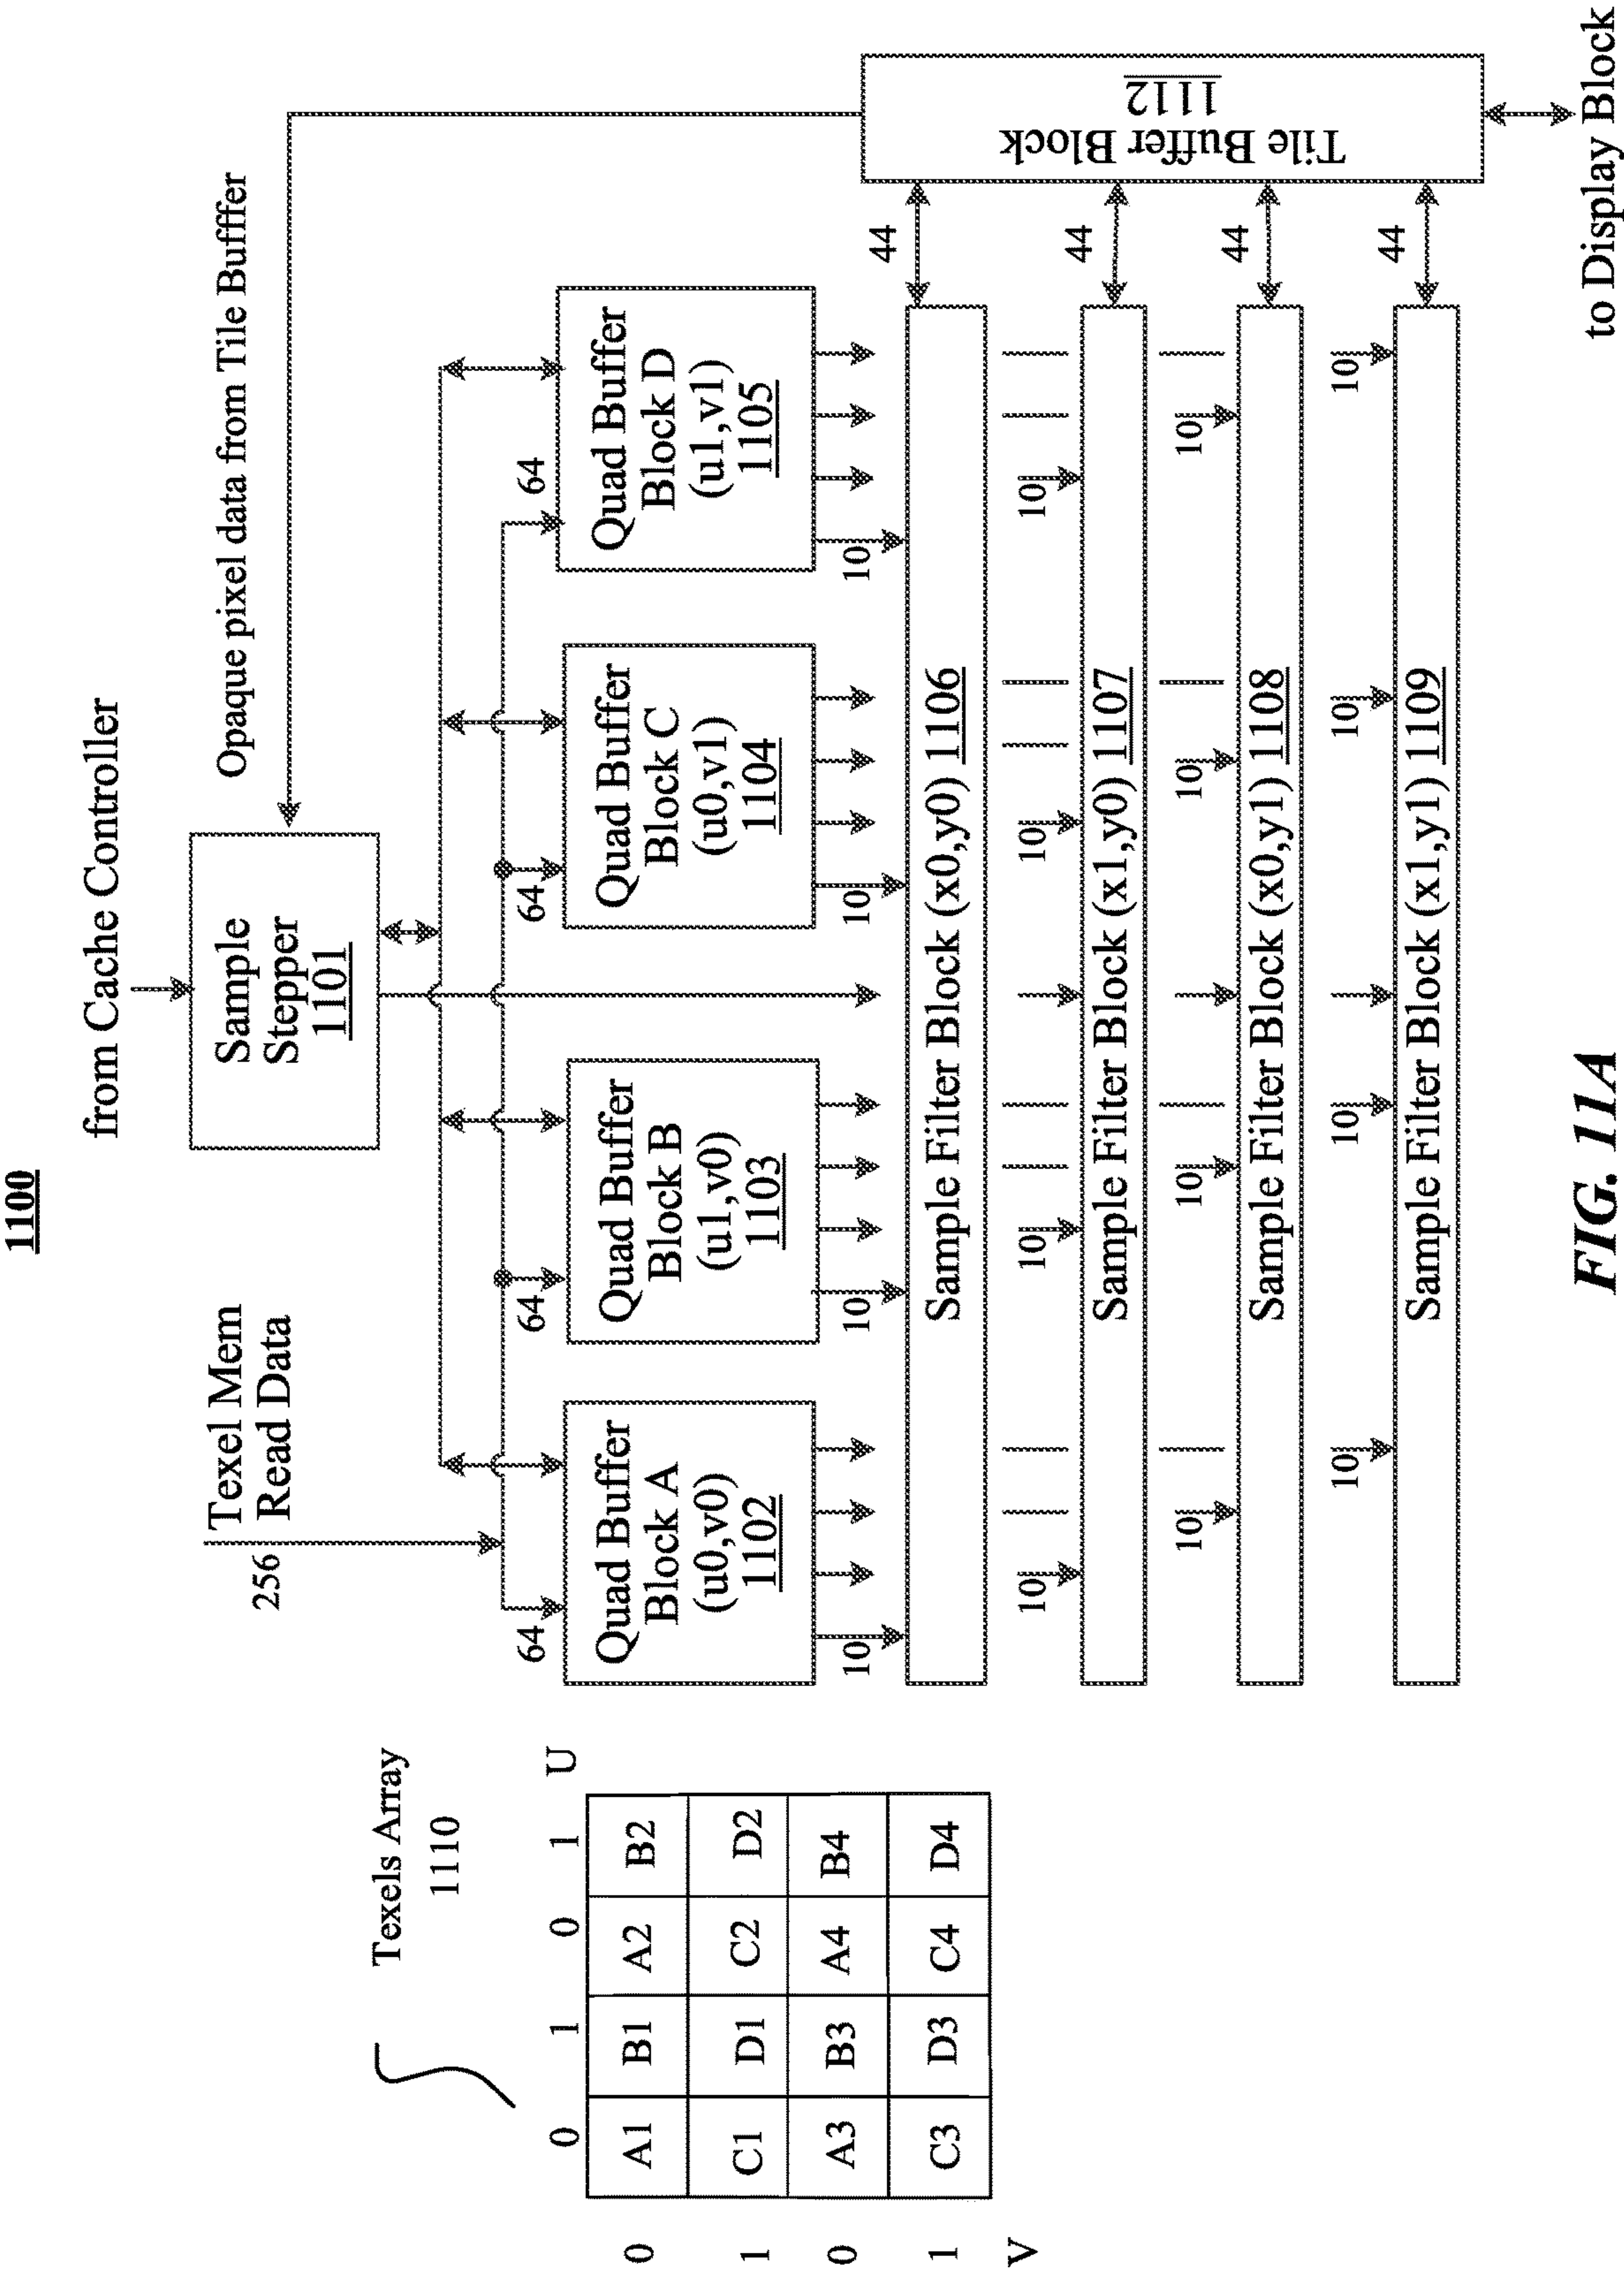 1100
from Cache Controller
Texel Mem
Read Data
256
Sample
Stepper
1101
Opaque pixel data from Tile Bufffer
Texels Array
1110
0 1 0 1 U
0 A1 B1 A2 B2
1 C1 D1 C2 D2
0 A3 B3 A4 B4
1 C3 D3 C4 D4
V
64 64 64 64
Quad Buffer
Block A
(u0,v0)
1102
Quad Buffer
Block B
(u1,v0)
1103
Quad Buffer
Block C
(u0,v1)
1104
Quad Buffer
Block D
(u1,v1)
1105
10 10 10 10
44
Sample Filter Block (x0,y0) 1106
10 10 10 10
44
Sample Filter Block (x1,y0) 1107
10 10 10 10
44
Sample Filter Block (x0,y1) 1108
10 10 10 10
44
Sample Filter Block (x1,y1) 1109
Tile Buffer Block
1112
to Display Block
FIG. 11A